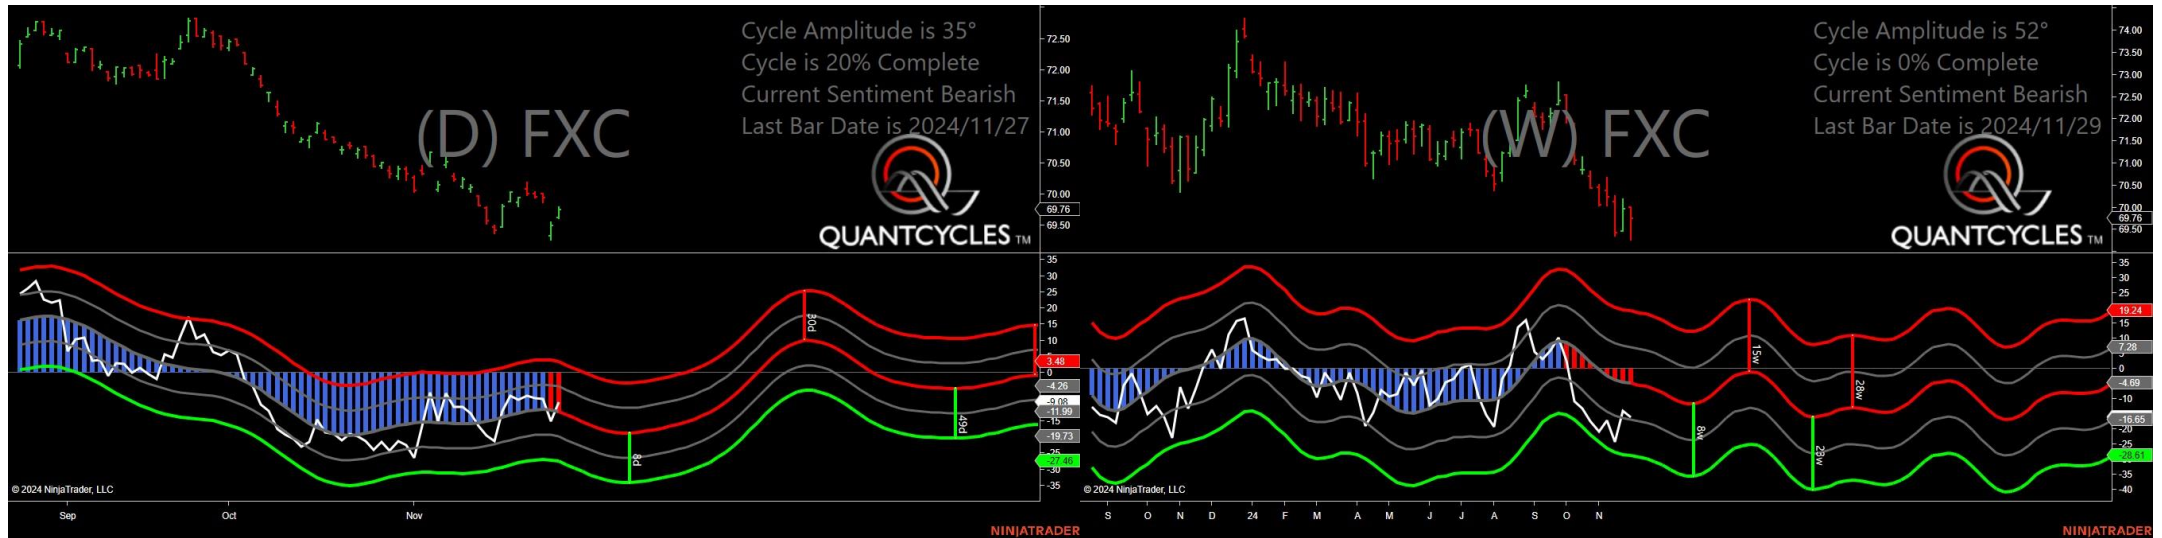 Cycle Amplitude is 35°
Cycle is 20% Complete
Current Sentiment Bearish
Last Bar Date is 2024/11/27
(D) FXC
QUANTCYCLES TM
72.50
72.00
71.50
71.00
70.50
70.00
69.76
69.50
35
30
25
20
15
10
5
3.48
0
-4.26
-9.08
-11.99
-15
-19.73
-25
-27.46
-30
-35
30d
8d
49d
© 2024 NinjaTrader, LLC
Sep
Oct
Nov
NINJATRADER
Cycle Amplitude is 52°
Cycle is 0% Complete
Current Sentiment Bearish
Last Bar Date is 2024/11/29
(W) FXC
QUANTCYCLES TM
74.00
73.50
73.00
72.50
72.00
71.50
71.00
70.50
70.00
69.76
69.50
35
30
25
19.24
15
10
7.28
0
-4.69
-10
-16.65
-20
-25
-28.61
-35
-40
15w
28w
8w
28w
© 2024 NinjaTrader, LLC
S
O
N
D
24
F
M
A
M
J
J
A
S
O
N
NINJATRADER